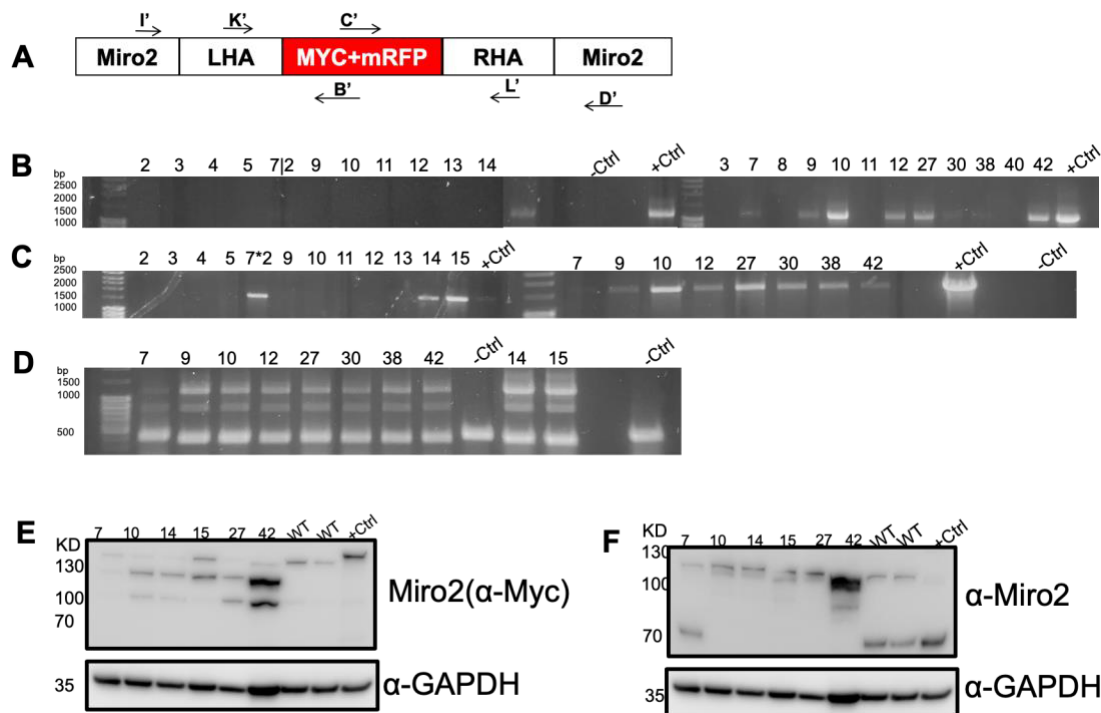 I' K' C'
A Miro2 LHA MYC+mRFP RHA Miro2
B' L' D'
B bp 2 3 4 5 7|2 9 10 11 12 13 14 -Ctrl +Ctrl 3 7 8 9 10 11 12 27 30 38 40 42 +Ctrl
2500
2000
1500
1000
C bp 2 3 4 5 7*2 9 10 11 12 13 14 15 +Ctrl 7 9 10 12 27 30 38 42 +Ctrl -Ctrl
2500
2000
1500
1000
D bp 7 9 10 12 27 30 38 42 -Ctrl 14 15 -Ctrl
1500
1000
500
E KD 7 10 14 15 27 42 WT WT +Ctrl
130
100
70
Miro2(α-Myc)
35 α-GAPDH
F KD 7 10 14 15 27 42 WT WT +Ctrl
130
100
70
α-Miro2
35 α-GAPDH